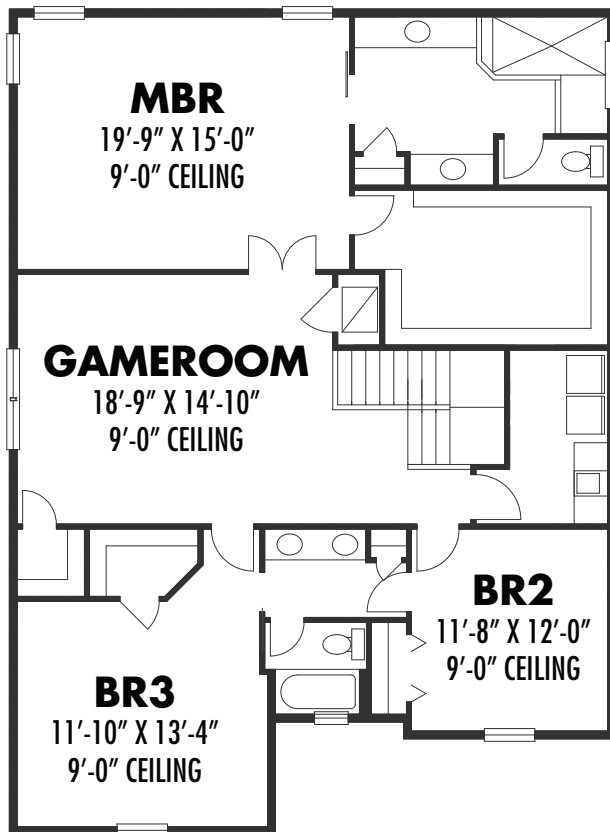 MBR
19'-9" X 15'-0"
9'-0" CEILING
GAMEROOM
18'-9" X 14'-10"
9'-0" CEILING
BR2
11'-8" X 12'-0"
9'-0" CEILING
BR3
11'-10" X 13'-4"
9'-0" CEILING